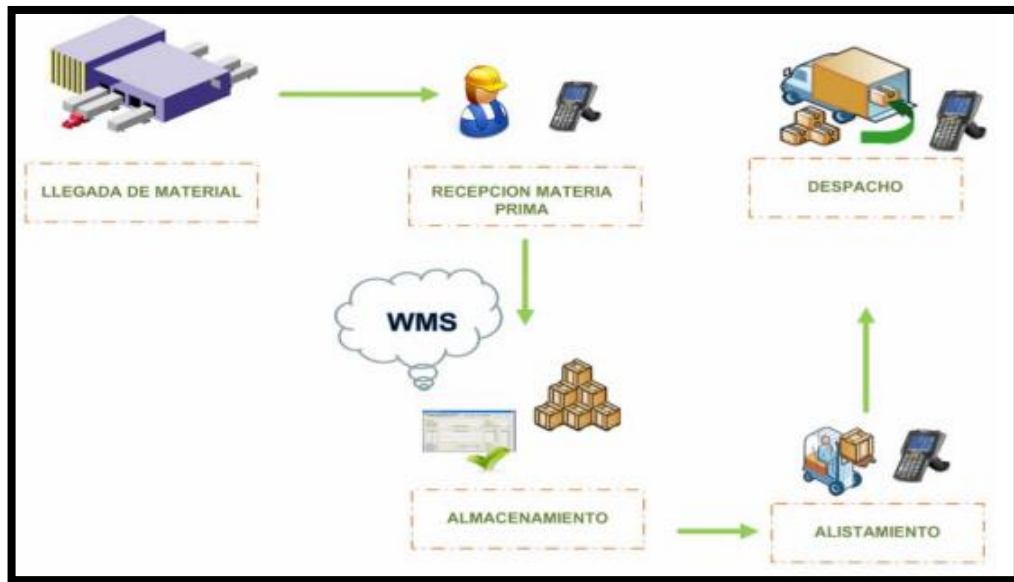 LLEGADA DE MATERIAL
RECEPCION MATERIA
PRIMA
DESPACHO
WMS
ALMACENAMIENTO
ALISTAMIENTO